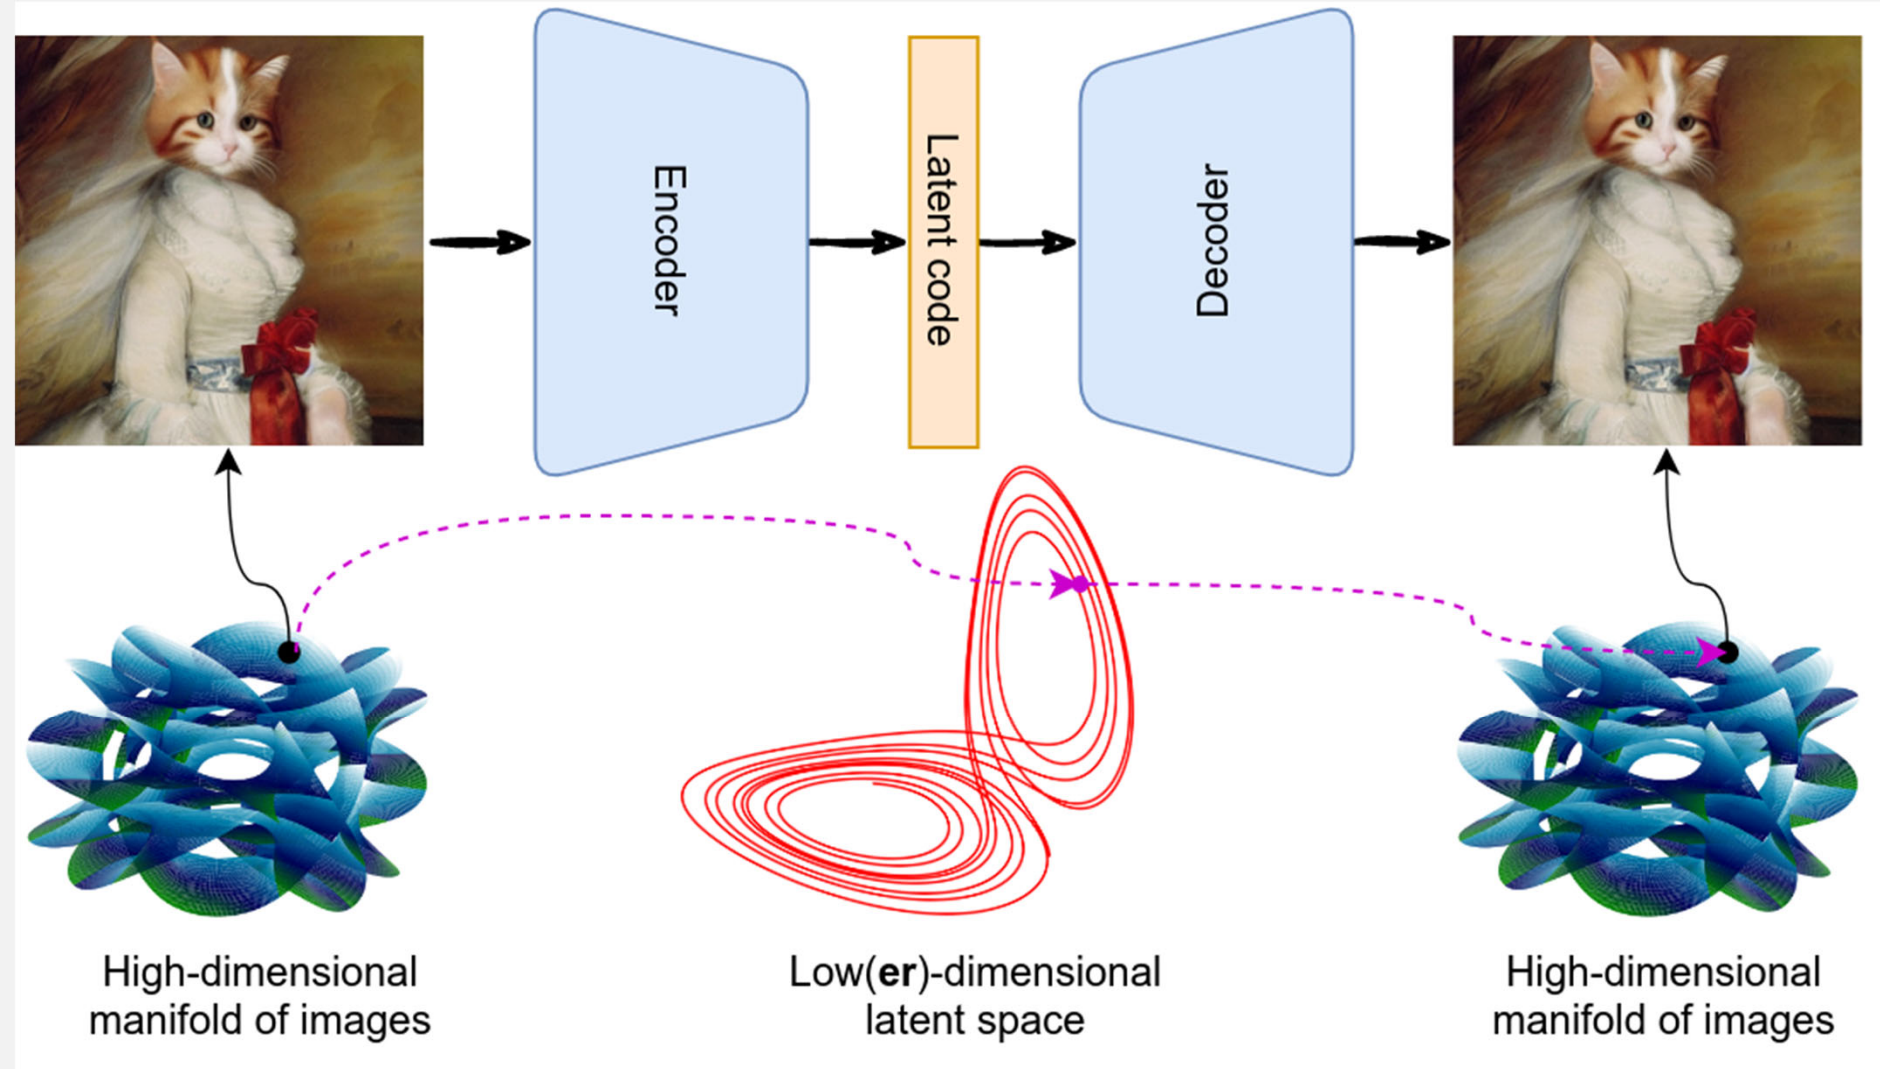 Encoder
Latent code
Decoder
High-dimensional
manifold of images
Low(er)-dimensional
latent space
High-dimensional
manifold of images